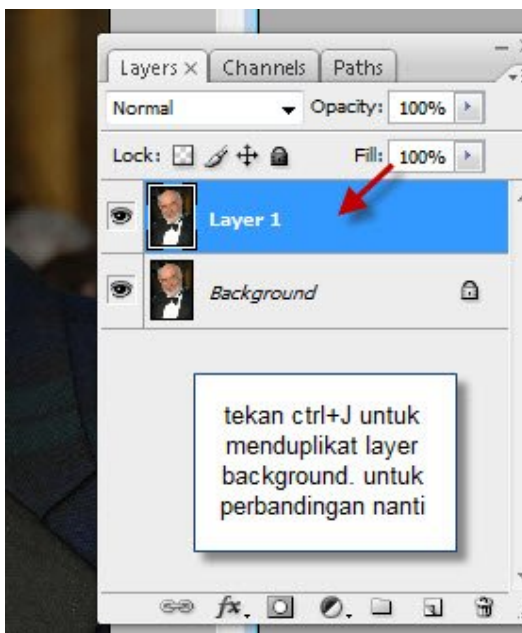 Layers × Channels Paths
Normal Opacity: 100%
Lock: Fill: 100%
Layer 1
Background
tekan ctrl+J untuk
menduplikat layer
background. untuk
perbandingan nanti
fx.